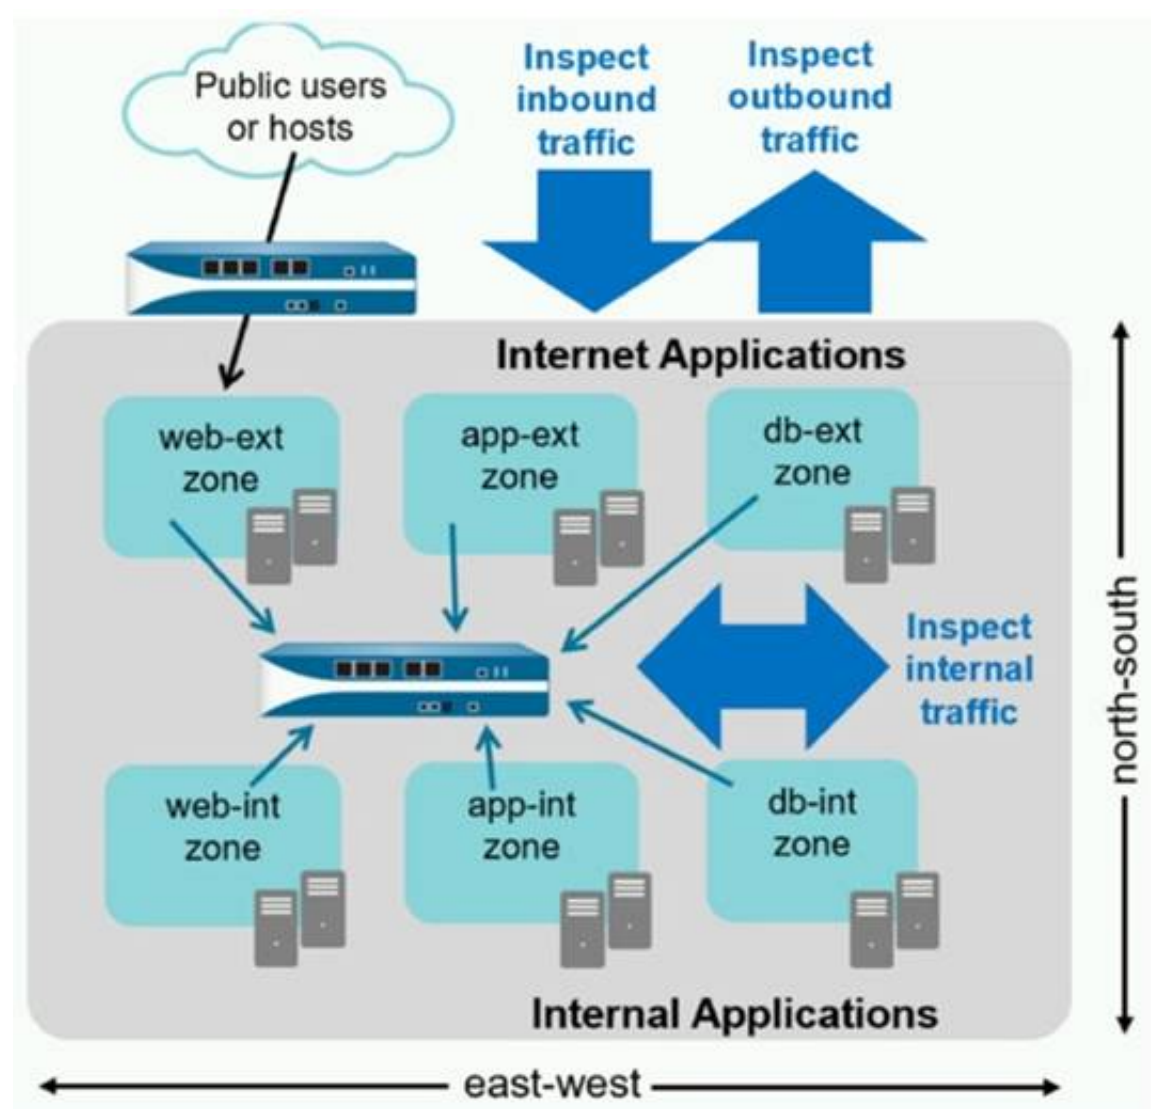 Public users
or hosts
Inspect
inbound
traffic
Inspect
outbound
traffic
Internet Applications
web-ext
zone
app-ext
zone
db-ext
zone
Inspect
internal
traffic
web-int
zone
app-int
zone
db-int
zone
Internal Applications
north-south
east-west